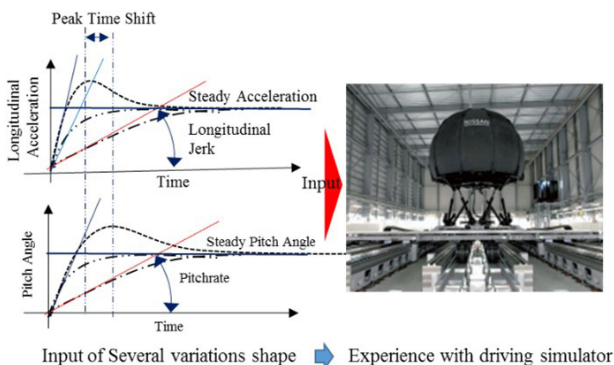 Peak Time Shift
Longitudinal
Acceleration
Steady Acceleration
Longitudinal
Jerk
Time
Input
NISSAN
Pitch Angle
Steady Pitch Angle
Pitchrate
Time
Input of Several variations shape
Experience with driving simulator